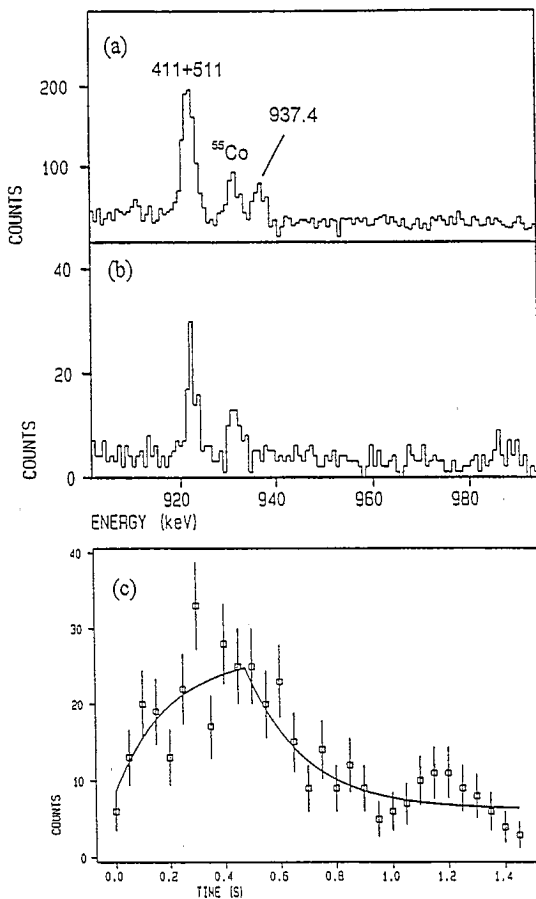 (a)
411+511
937.4
⁵⁵Co
200
100
COUNTS
(b)
40
20
0
COUNTS
920
940
960
980
ENERGY (keV)
(c)
40
30
20
10
0
COUNTS
0.0
0.2
0.4
0.6
0.8
1.0
1.2
1.4
TIME (S)